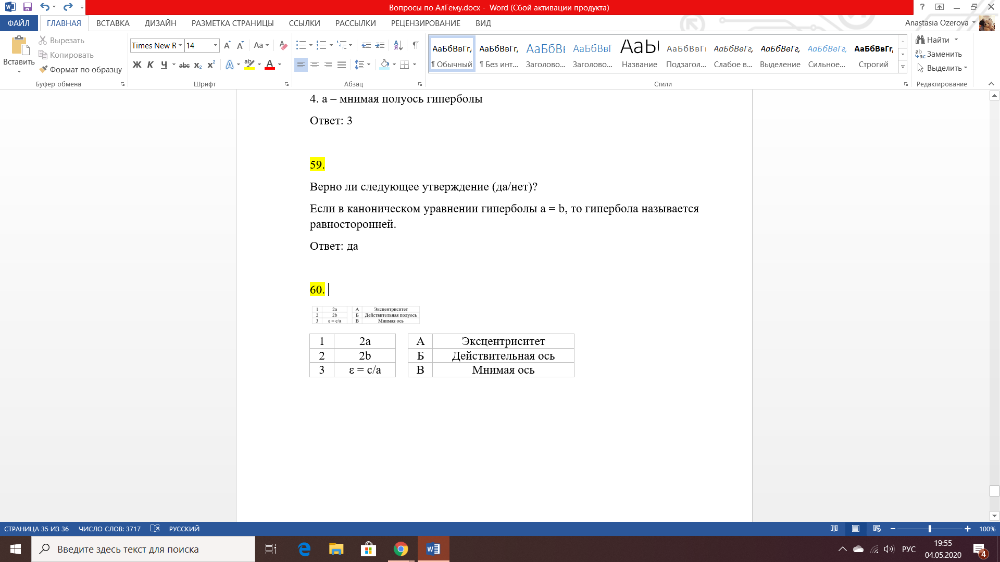 Вопросы по АлГему.docx - Word (Сбой активации продукта)
?
ФАЙЛ ГЛАВНАЯ ВСТАВКА ДИЗАЙН РАЗМЕТКА СТРАНИЦЫ ССЫЛКИ РАССЫЛКИ РЕЦЕНЗИРОВАНИЕ ВИД Anastasia Ozerova
Вставить
Вырезать
Копировать
Формат по образцу
Буфер обмена
Times New R 14
Ж К Ч abc x₂ x²
Шрифт
Абзац
АаБбВвГг, АаБбВвГг, АаБбВв АаБбВвГ АаБ АаБбВвГг АаБбВвГг, АаБбВвГг, АаБбВвГг, АаБбВвГг,
¶ Обычный ¶ Без инт... Заголово... Заголово... Название Подзагол... Слабое в... Выделение Сильное... Строгий
Стили
Найти
Заменить
Выделить
Редактирование
4. a – мнимая полуось гиперболы
Ответ: 3
59.
Верно ли следующее утверждение (да/нет)?
Если в каноническом уравнении гиперболы a = b, то гипербола называется
равносторонней.
Ответ: да
60.
1 2a А Эксцентриситет
2 2b Б Действительная полуось
3 ε = c/a В Мнимая ось
1 2a А Эксцентриситет
2 2b Б Действительная ось
3 ε = c/a В Мнимая ось
СТРАНИЦА 35 ИЗ 36 ЧИСЛО СЛОВ: 3717 РУССКИЙ 100%
Введите здесь текст для поиска
РУС
19:55
04.05.2020
4